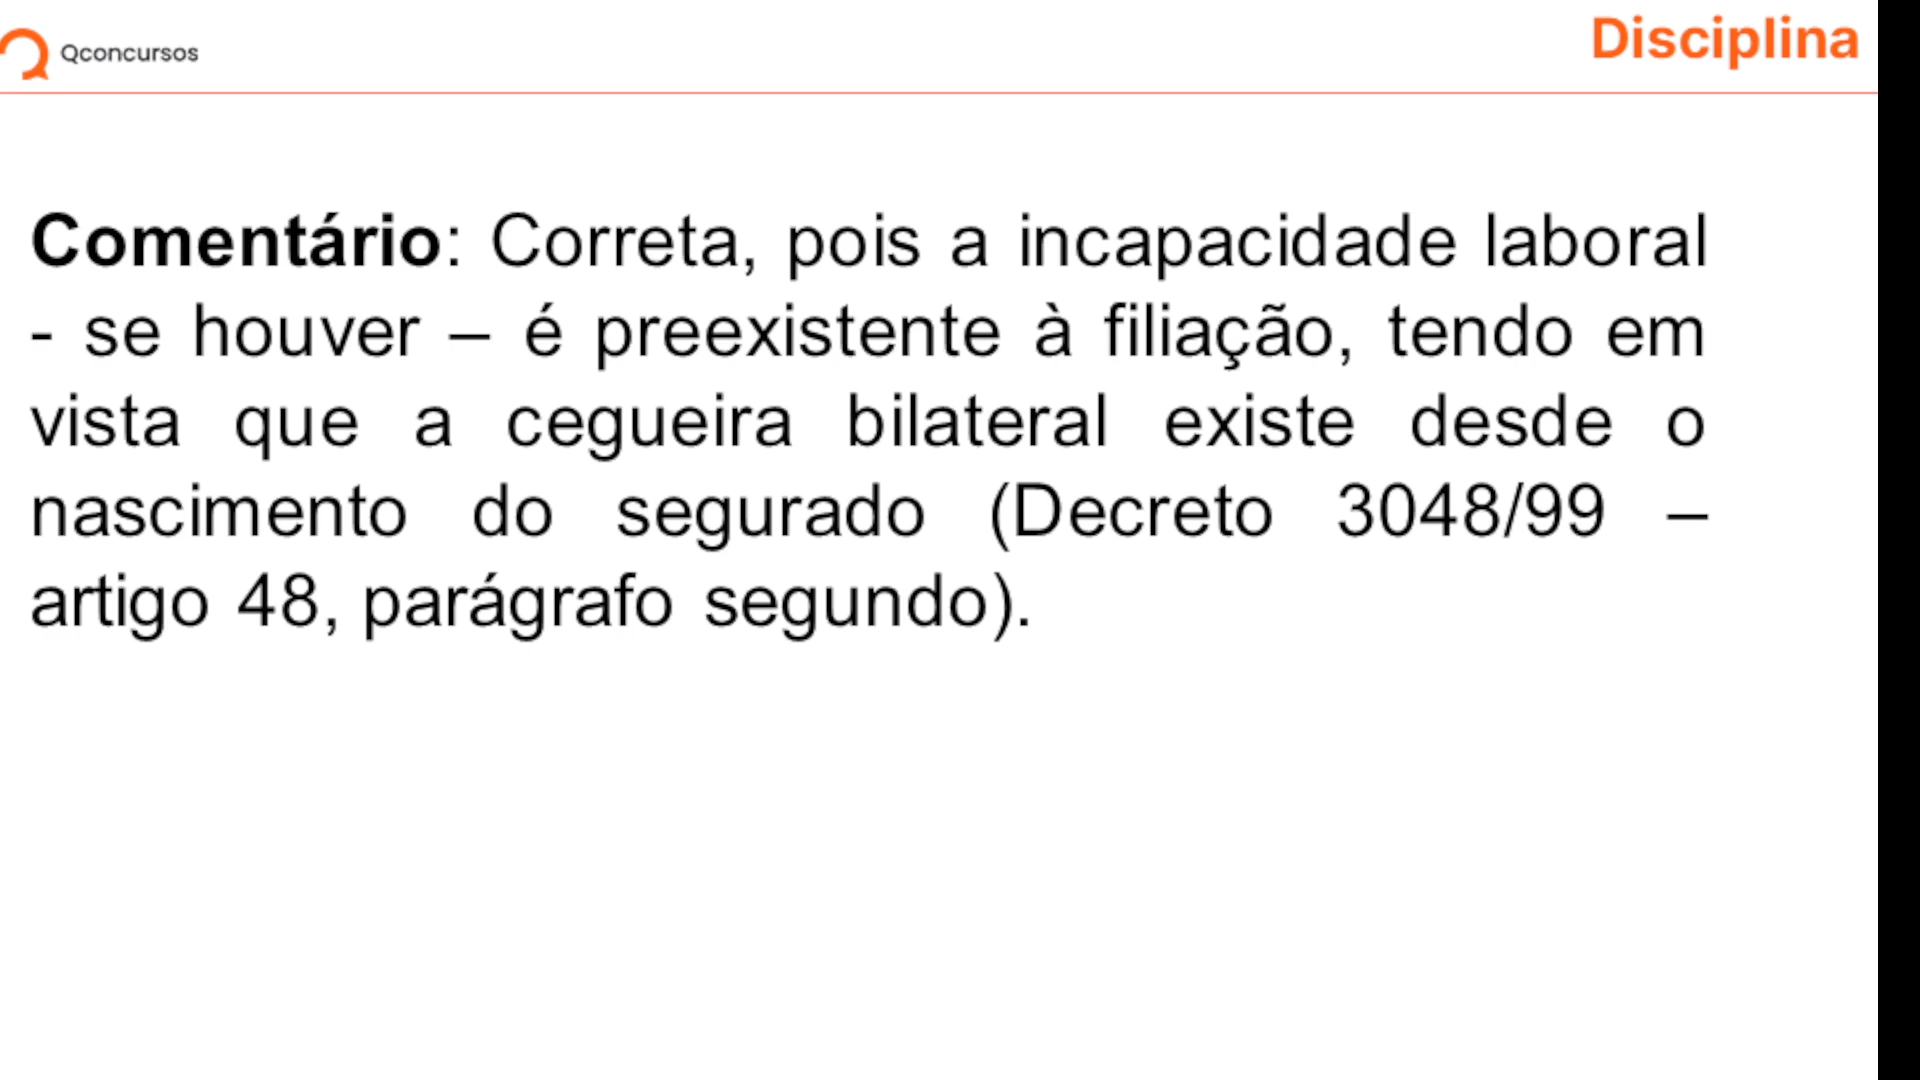 Qconcursos
Disciplina
Comentário: Correta, pois a incapacidade laboral
- se houver – é preexistente à filiação, tendo em
vista que a cegueira bilateral existe desde o
nascimento do segurado (Decreto 3048/99 –
artigo 48, parágrafo segundo).